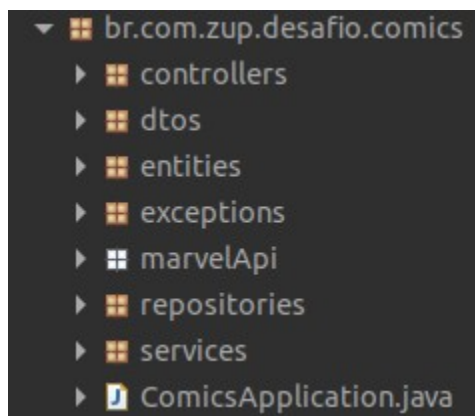 br.com.zup.desafio.comics
controllers
dtos
entities
exceptions
marvelApi
repositories
services
ComicsApplication.java